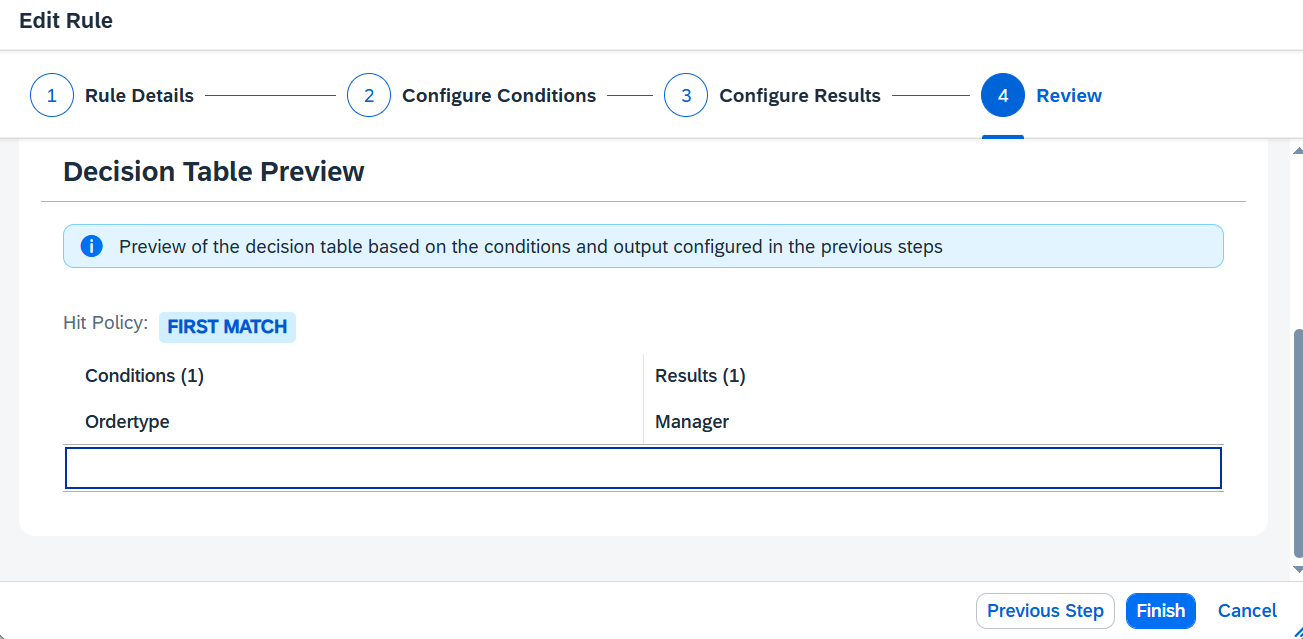 Edit Rule
1 Rule Details 2 Configure Conditions 3 Configure Results 4 Review
Decision Table Preview
Preview of the decision table based on the conditions and output configured in the previous steps
Hit Policy: FIRST MATCH
Conditions (1) Results (1)
Ordertype Manager
Previous Step Finish Cancel